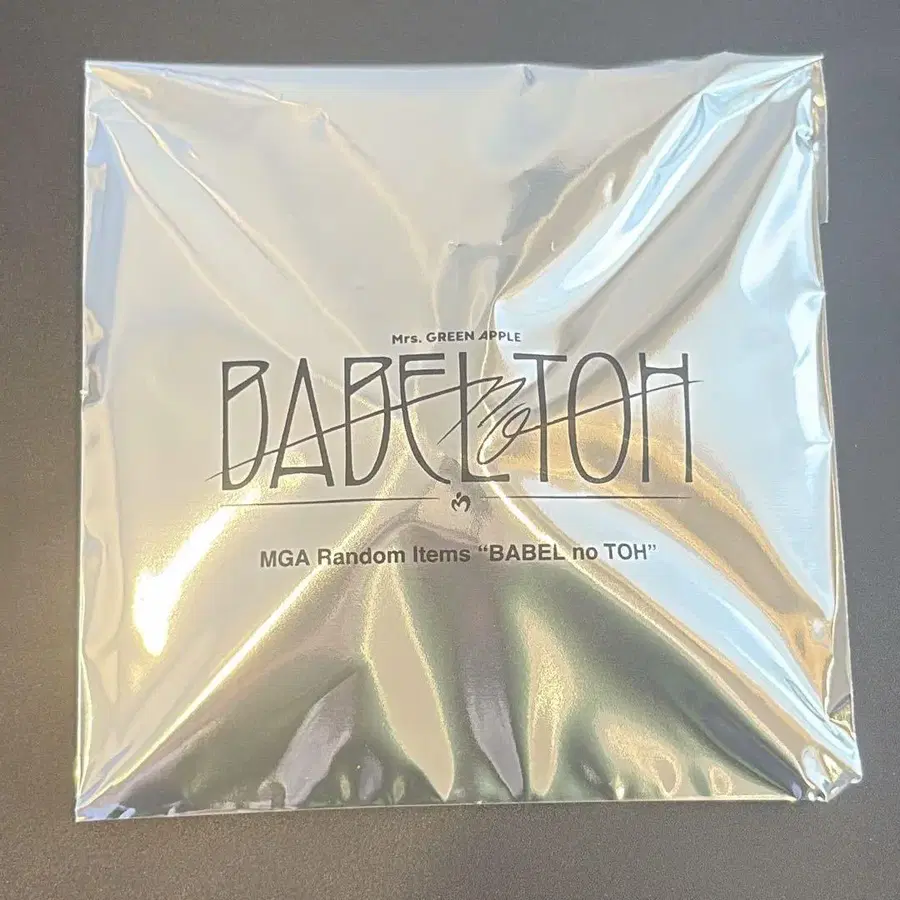 Mrs. GREEN APPLE
BABEL no TOH
MGA Random Items “BABEL no TOH”